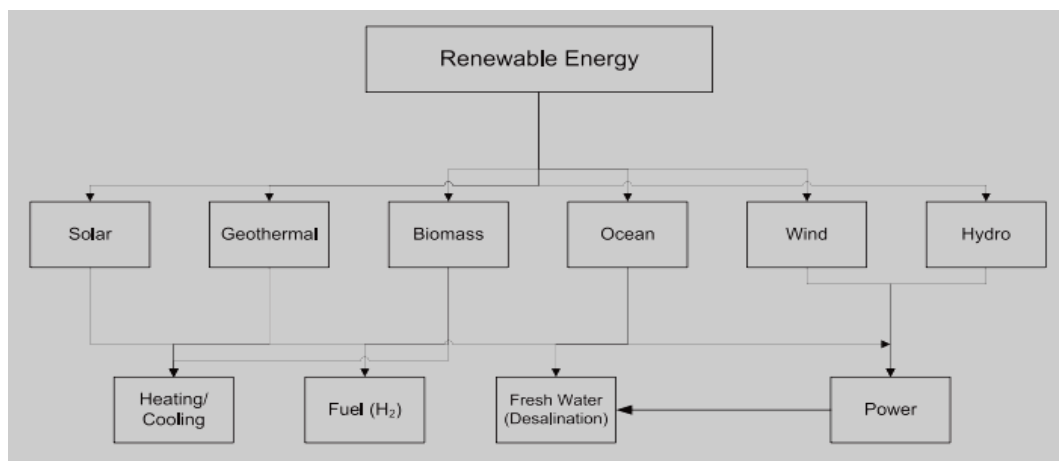 Renewable Energy
Solar
Geothermal
Biomass
Ocean
Wind
Hydro
Heating/
Cooling
Fuel (H₂)
Fresh Water
(Desalination)
Power